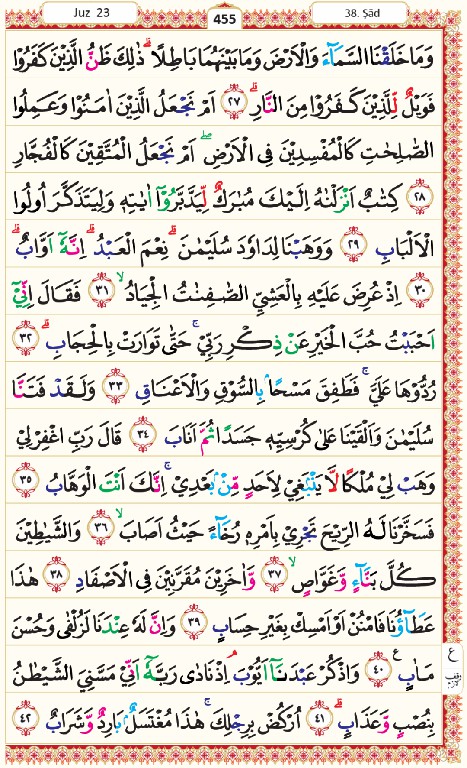 Juz 23
455
38. Ṣād
وَمَا خَلَقْنَا السَّمَآءَ وَالْاَرْضَ وَمَا بَيْنَهُمَا بَاطِلًا ؕ ذٰلِكَ ظَنُّ الَّذِيْنَ كَفَرُوْا
فَوَيْلٌ لِّلَّذِيْنَ كَفَرُوْا مِنَ النَّارِ ؕ ﴿٢٧﴾ اَمْ نَجْعَلُ الَّذِيْنَ اٰمَنُوْا وَعَمِلُوا
الصّٰلِحٰتِ كَالْمُفْسِدِيْنَ فِى الْاَرْضِ ۖ اَمْ نَجْعَلُ الْمُتَّقِيْنَ كَالْفُجَّارِ
﴿٢٨﴾ كِتٰبٌ اَنْزَلْنٰهُ اِلَيْكَ مُبٰرَكٌ لِّيَدَّبَّرُوْۤا اٰيٰتِهٖ وَلِيَتَذَكَّرَ اُولُوا
الْاَلْبَابِ ﴿٢٩﴾ وَوَهَبْنَا لِدَاوٗدَ سُلَيْمٰنَ ؕ نِعْمَ الْعَبْدُ ؕ اِنَّهٗۤ اَوَّابٌ ؕ
﴿٣٠﴾ اِذْ عُرِضَ عَلَيْهِ بِالْعَشِىِّ الصّٰفِنٰتُ الْجِيَادُ ۙ ﴿٣١﴾ فَقَالَ اِنِّىْۤ
اَحْبَبْتُ حُبَّ الْخَيْرِ عَنْ ذِكْرِ رَبِّىْ ۚ حَتّٰى تَوَارَتْ بِالْحِجَابِ ؕ ﴿٣٢﴾
رُدُّوْهَا عَلَىَّ ؕ فَطَفِقَ مَسْحًۢا بِالسُّوْقِ وَالْاَعْنَاقِ ﴿٣٣﴾ وَلَقَدْ فَتَنَّا
سُلَيْمٰنَ وَاَلْقَيْنَا عَلٰى كُرْسِيِّهٖ جَسَدًا ثُمَّ اَنَابَ ﴿٣٤﴾ قَالَ رَبِّ اغْفِرْ لِىْ
وَهَبْ لِىْ مُلْكًا لَّا يَنْۢبَغِىْ لِاَحَدٍ مِّنْۢ بَعْدِىْ ۚ اِنَّكَ اَنْتَ الْوَهَّابُ ﴿٣٥﴾
فَسَخَّرْنَا لَهُ الرِّيْحَ تَجْرِىْ بِاَمْرِهٖ رُخَآءً حَيْثُ اَصَابَ ۙ ﴿٣٦﴾ وَالشَّيٰطِيْنَ
كُلَّ بَنَّآءٍ وَّغَوَّاصٍ ۙ ﴿٣٧﴾ وَّاٰخَرِيْنَ مُقَرَّنِيْنَ فِى الْاَصْفَادِ ﴿٣٨﴾ هٰذَا
عَطَآؤُنَا فَامْنُنْ اَوْ اَمْسِكْ بِغَيْرِ حِسَابٍ ﴿٣٩﴾ وَاِنَّ لَهٗ عِنْدَنَا لَزُلْفٰى وَحُسْنَ
مَاٰبٍ ع ﴿٤٠﴾ وَاذْكُرْ عَبْدَنَاۤ اَيُّوْبَ ۘ اِذْ نَادٰى رَبَّهٗۤ اَنِّىْ مَسَّنِىَ الشَّيْطٰنُ
بِنُصْبٍ وَّعَذَابٍ ؕ ﴿٤١﴾ اُرْكُضْ بِرِجْلِكَ ۚ هٰذَا مُغْتَسَلٌۢ بَارِدٌ وَّشَرَابٌ ﴿٤٢﴾
ع